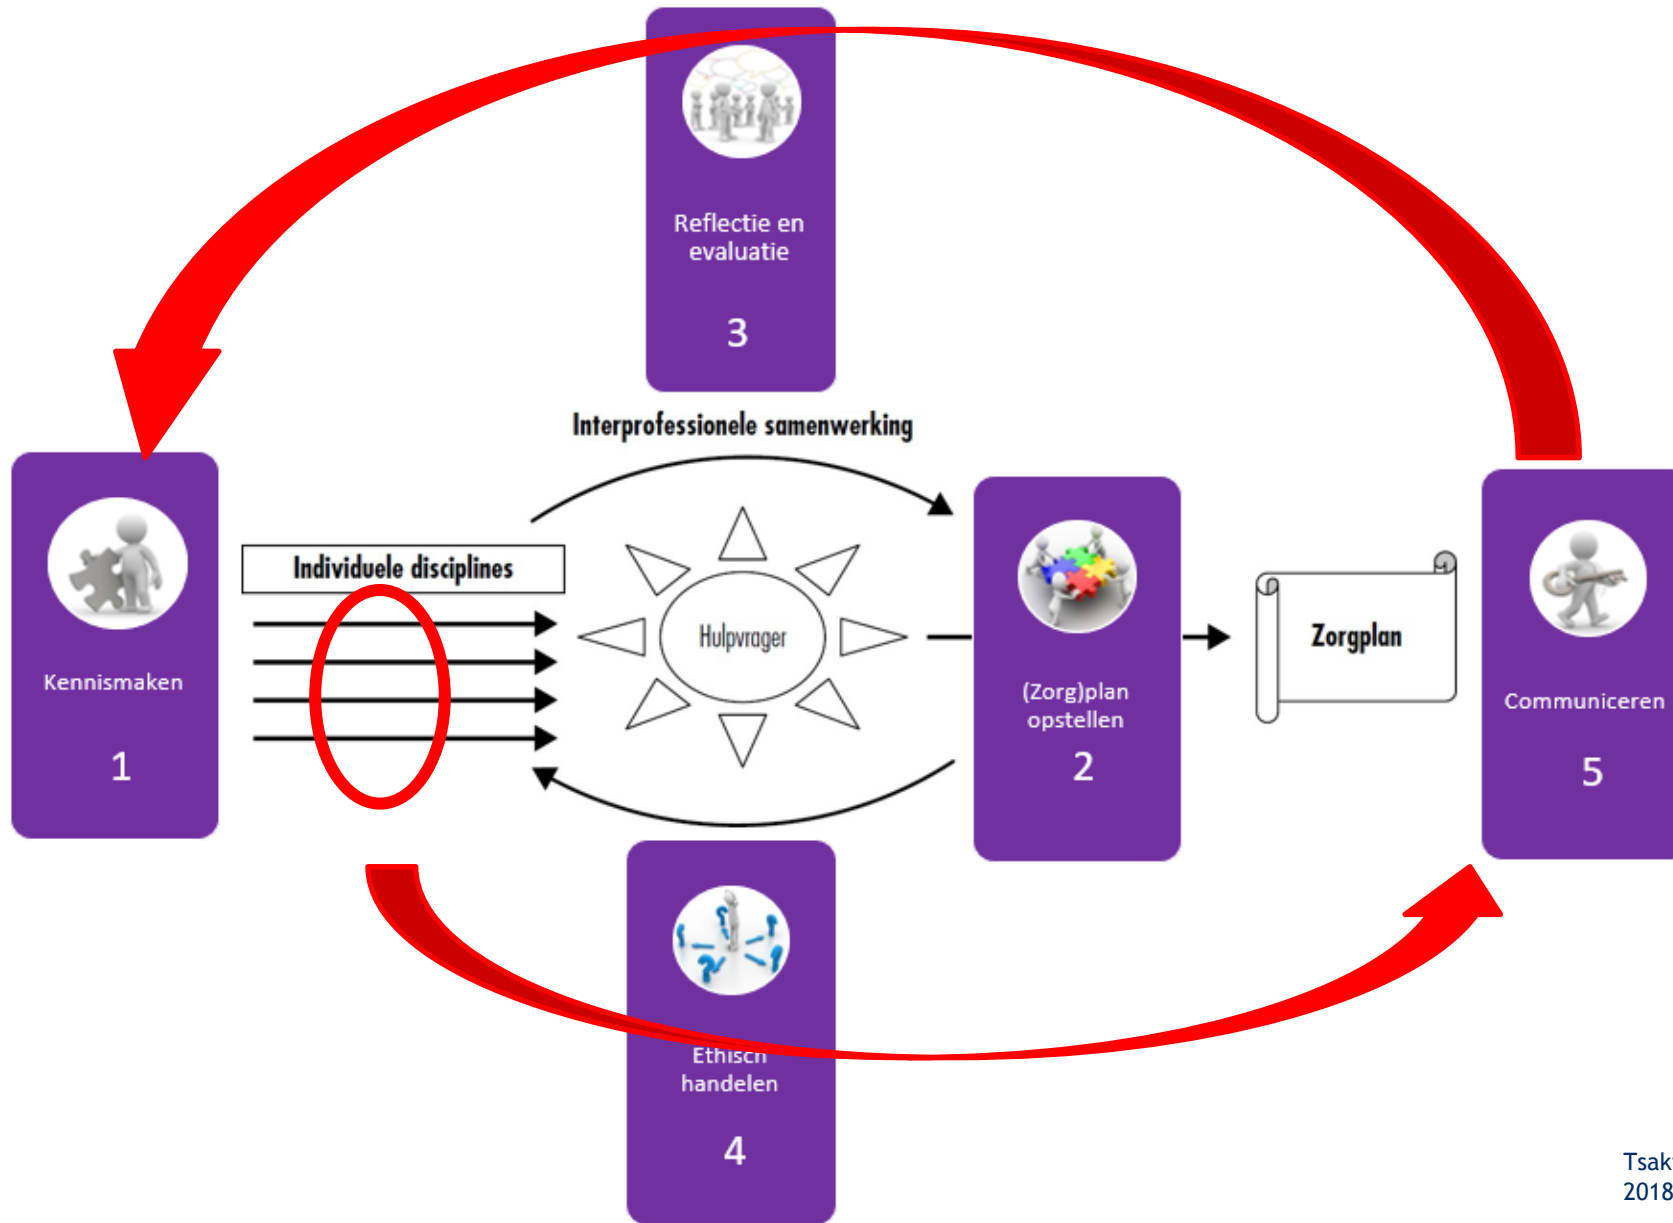 Reflectie en
evaluatie
3
Interprofessionele samenwerking
Kennismaken
1
Individuele disciplines
Hulpvrager
(Zorg)plan
opstellen
2
Zorgplan
Communiceren
5
Ethisch
handelen
4
2018